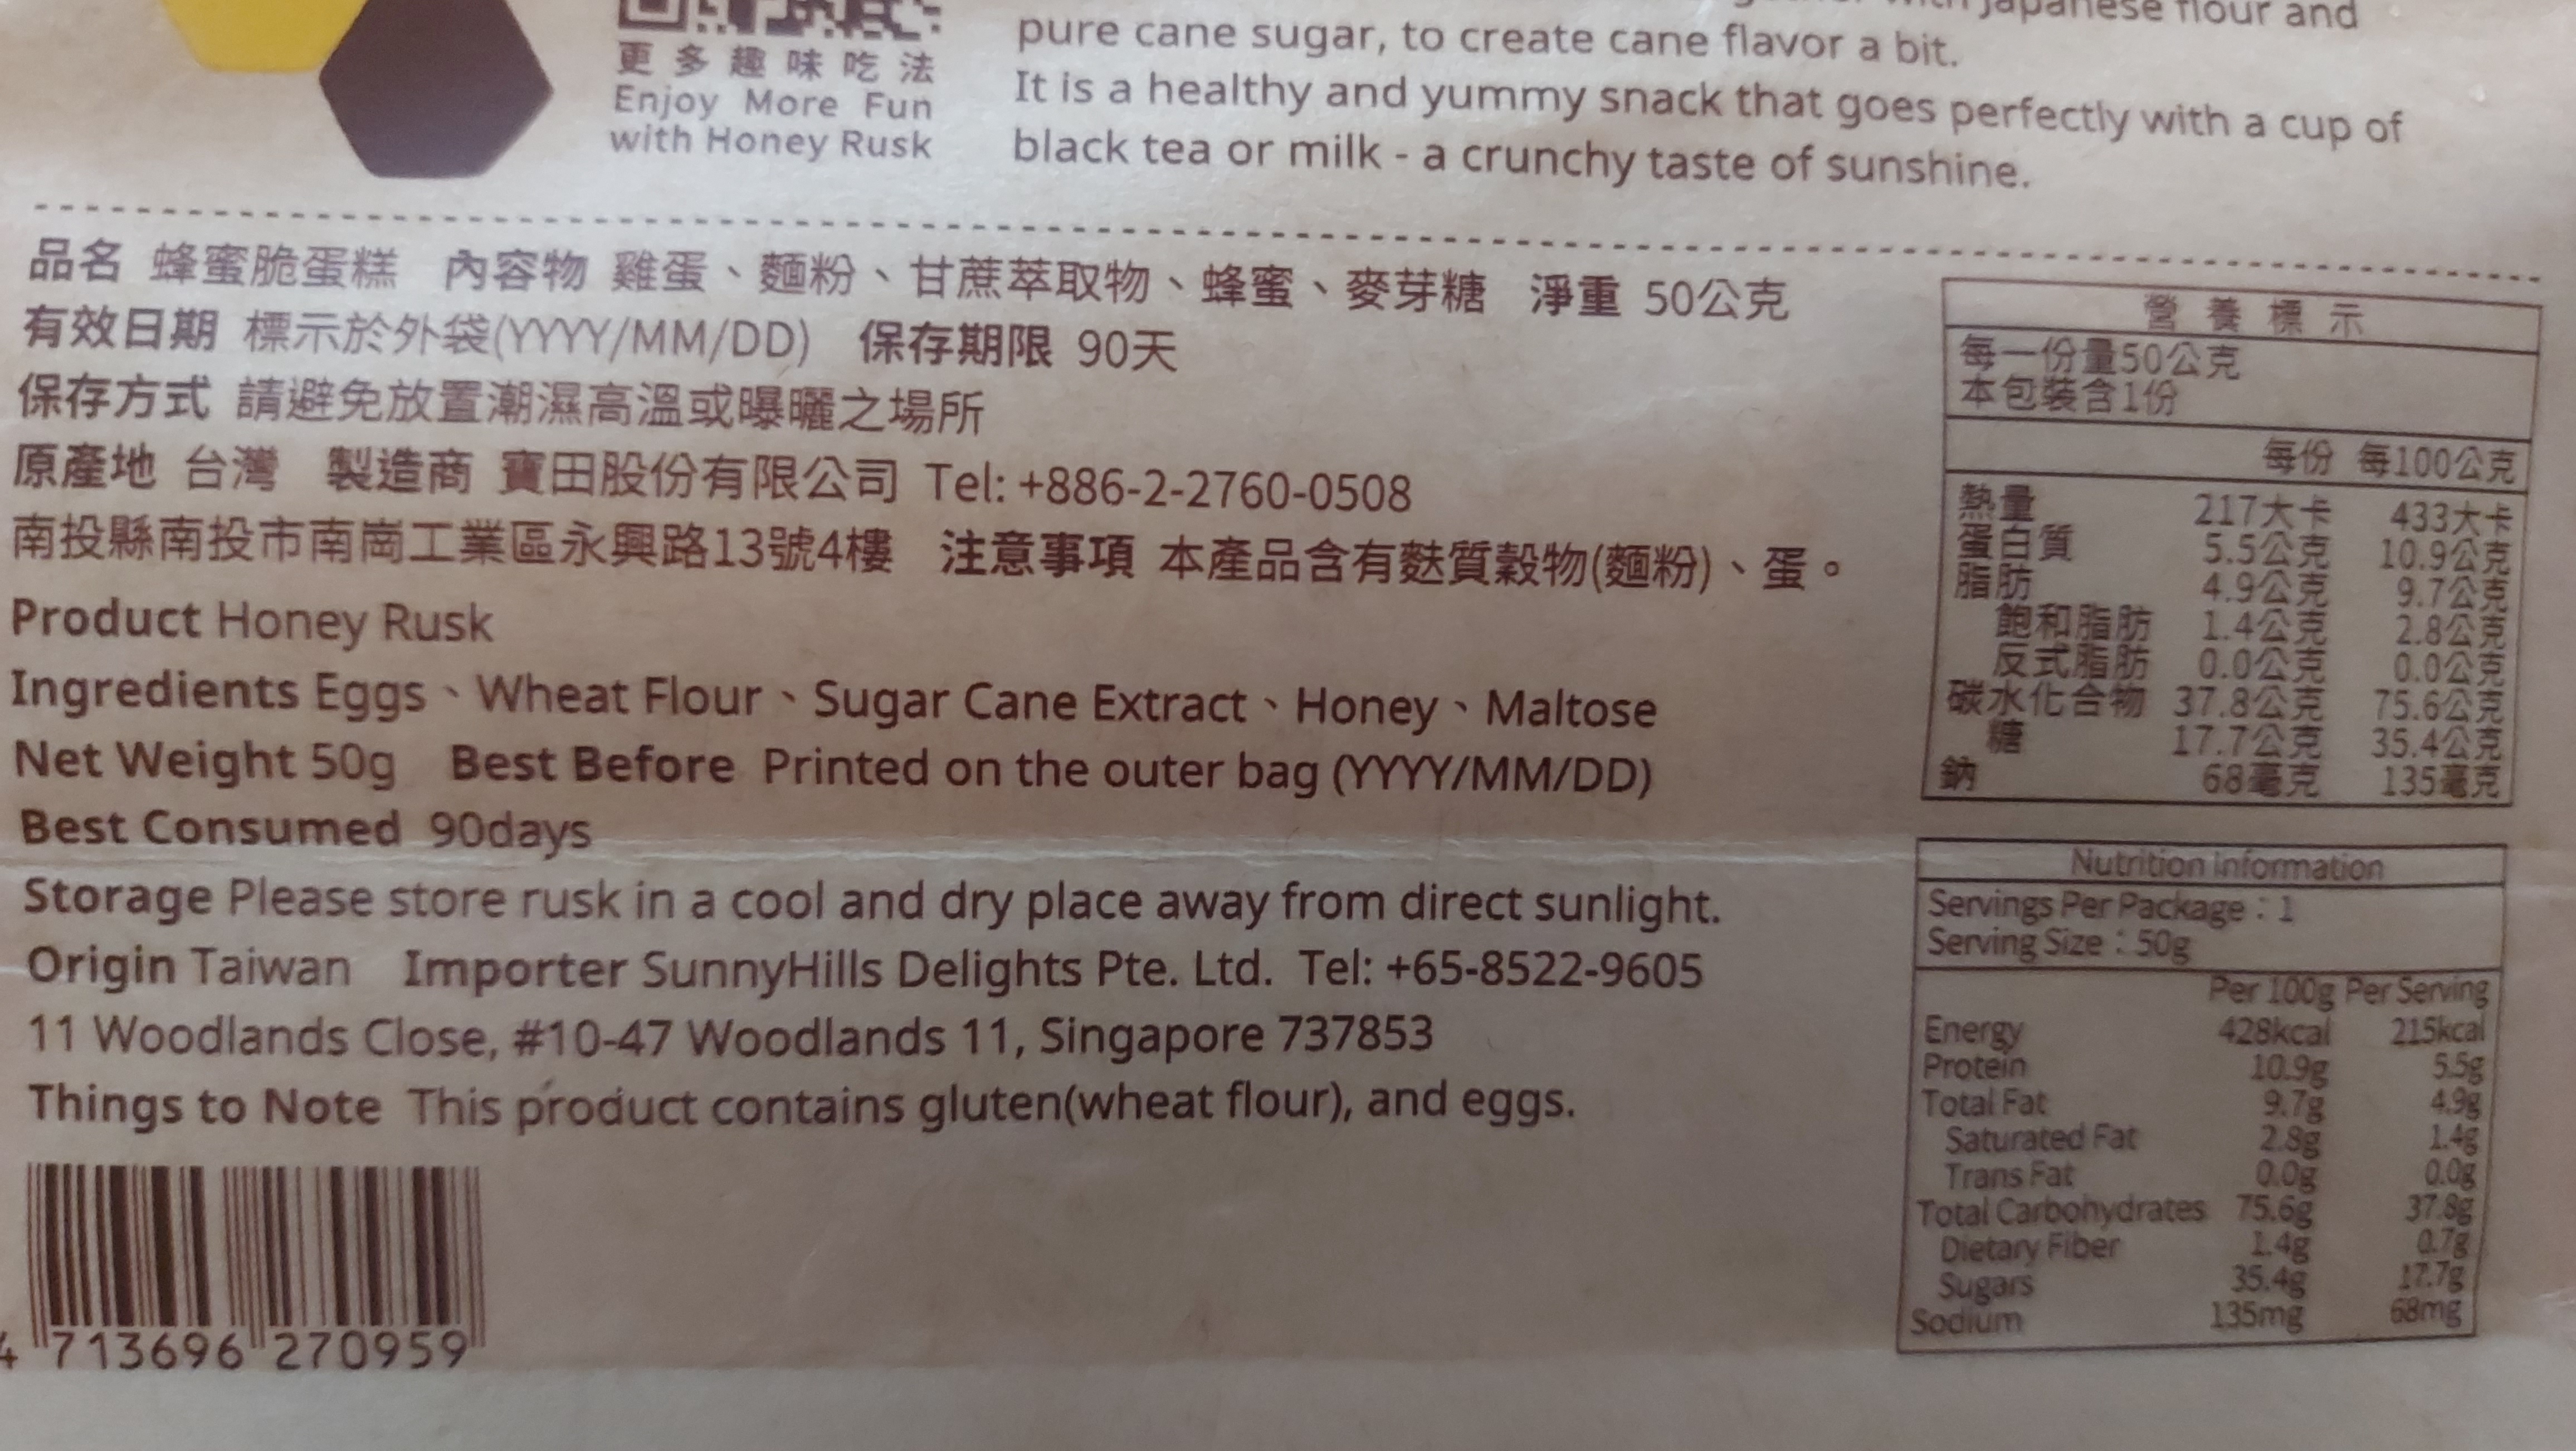 Japanese flour and
pure cane sugar, to create cane flavor a bit.
It is a healthy and yummy snack that goes perfectly with a cup of
black tea or milk - a crunchy taste of sunshine.
更多趣味吃法
Enjoy More Fun
with Honey Rusk
品名 蜂蜜脆蛋糕 內容物 雞蛋、麵粉、甘蔗萃取物、蜂蜜、麥芽糖 淨重 50公克
有效日期 標示於外袋(YYYY/MM/DD) 保存期限 90天
保存方式 請避免放置潮濕高溫或曝曬之場所
原產地 台灣 製造商 寶田股份有限公司 Tel: +886-2-2760-0508
南投縣南投市南崗工業區永興路13號4樓 注意事項 本產品含有麩質穀物(麵粉)、蛋。
Product Honey Rusk
Ingredients Eggs、Wheat Flour、Sugar Cane Extract、Honey、Maltose
Net Weight 50g Best Before Printed on the outer bag (YYYY/MM/DD)
Best Consumed 90days
Storage Please store rusk in a cool and dry place away from direct sunlight.
Origin Taiwan Importer SunnyHills Delights Pte. Ltd. Tel: +65-8522-9605
11 Woodlands Close, #10-47 Woodlands 11, Singapore 737853
Things to Note This product contains gluten(wheat flour), and eggs.
4 713696 270959
營養標示
每一份量50公克
本包裝含1份
每份 每100公克
熱量 217大卡 433大卡
蛋白質 5.5公克 10.9公克
脂肪 4.9公克 9.7公克
飽和脂肪 1.4公克 2.8公克
反式脂肪 0.0公克 0.0公克
碳水化合物 37.8公克 75.6公克
糖 17.7公克 35.4公克
鈉 68毫克 135毫克
Nutrition Information
Servings Per Package：1
Serving Size：50g
Per 100g Per Serving
Energy 428kcal 215kcal
Protein 10.9g 5.5g
Total Fat 9.7g 4.9g
Saturated Fat 2.8g 1.4g
Trans Fat 0.0g 0.0g
Total Carbohydrates 75.6g 37.8g
Dietary Fiber 1.4g 0.7g
Sugars 35.4g 17.7g
Sodium 135mg 68mg